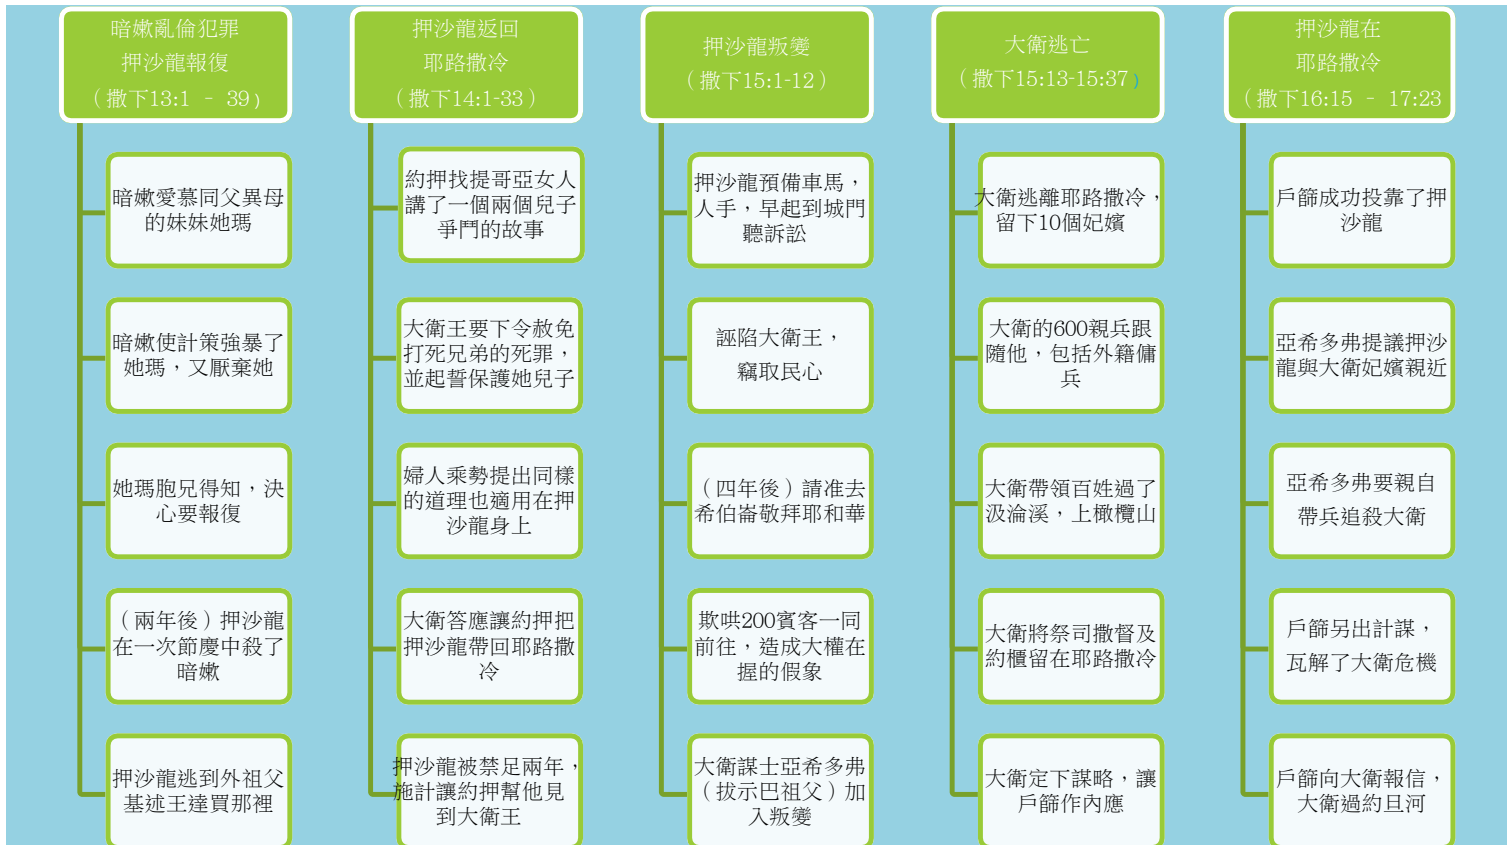 暗嫩亂倫犯罪
押沙龍報復
（撒下13:1 – 39）
暗嫩愛慕同父異母
的妹妹她瑪
暗嫩使計策強暴了
她瑪，又厭棄她
她瑪胞兄得知，決
心要報復
（兩年後）押沙龍
在一次節慶中殺了
暗嫩
押沙龍逃到外祖父
基述王達買那裡
押沙龍返回
耶路撒冷
（撒下14:1-33）
約押找提哥亞女人
講了一個兩個兒子
爭鬥的故事
大衛王要下令赦免
打死兄弟的死罪，
並起誓保護她兒子
婦人乘勢提出同樣
的道理也適用在押
沙龍身上
大衛答應讓約押把
押沙龍帶回耶路撒
冷
押沙龍被禁足兩年，
施計讓約押幫他見
到大衛王
押沙龍叛變
（撒下15:1-12）
押沙龍預備車馬，
人手，早起到城門
聽訴訟
誣陷大衛王，
竊取民心
（四年後）請准去
希伯崙敬拜耶和華
欺哄200賓客一同
前往，造成大權在
握的假象
大衛謀士亞希多弗
（拔示巴祖父）加
入叛變
大衛逃亡
（撒下15:13-15:37）
大衛逃離耶路撒冷，
留下10個妃嬪
大衛的600親兵跟
隨他，包括外籍傭
兵
大衛帶領百姓過了
汲淪溪，上橄欖山
大衛將祭司撒督及
約櫃留在耶路撒冷
大衛定下謀略，讓
戶篩作內應
押沙龍在
耶路撒冷
（撒下16:15 – 17:23
戶篩成功投靠了押
沙龍
亞希多弗提議押沙
龍與大衛妃嬪親近
亞希多弗要親自
帶兵追殺大衛
戶篩另出計謀，
瓦解了大衛危機
戶篩向大衛報信，
大衛過約旦河